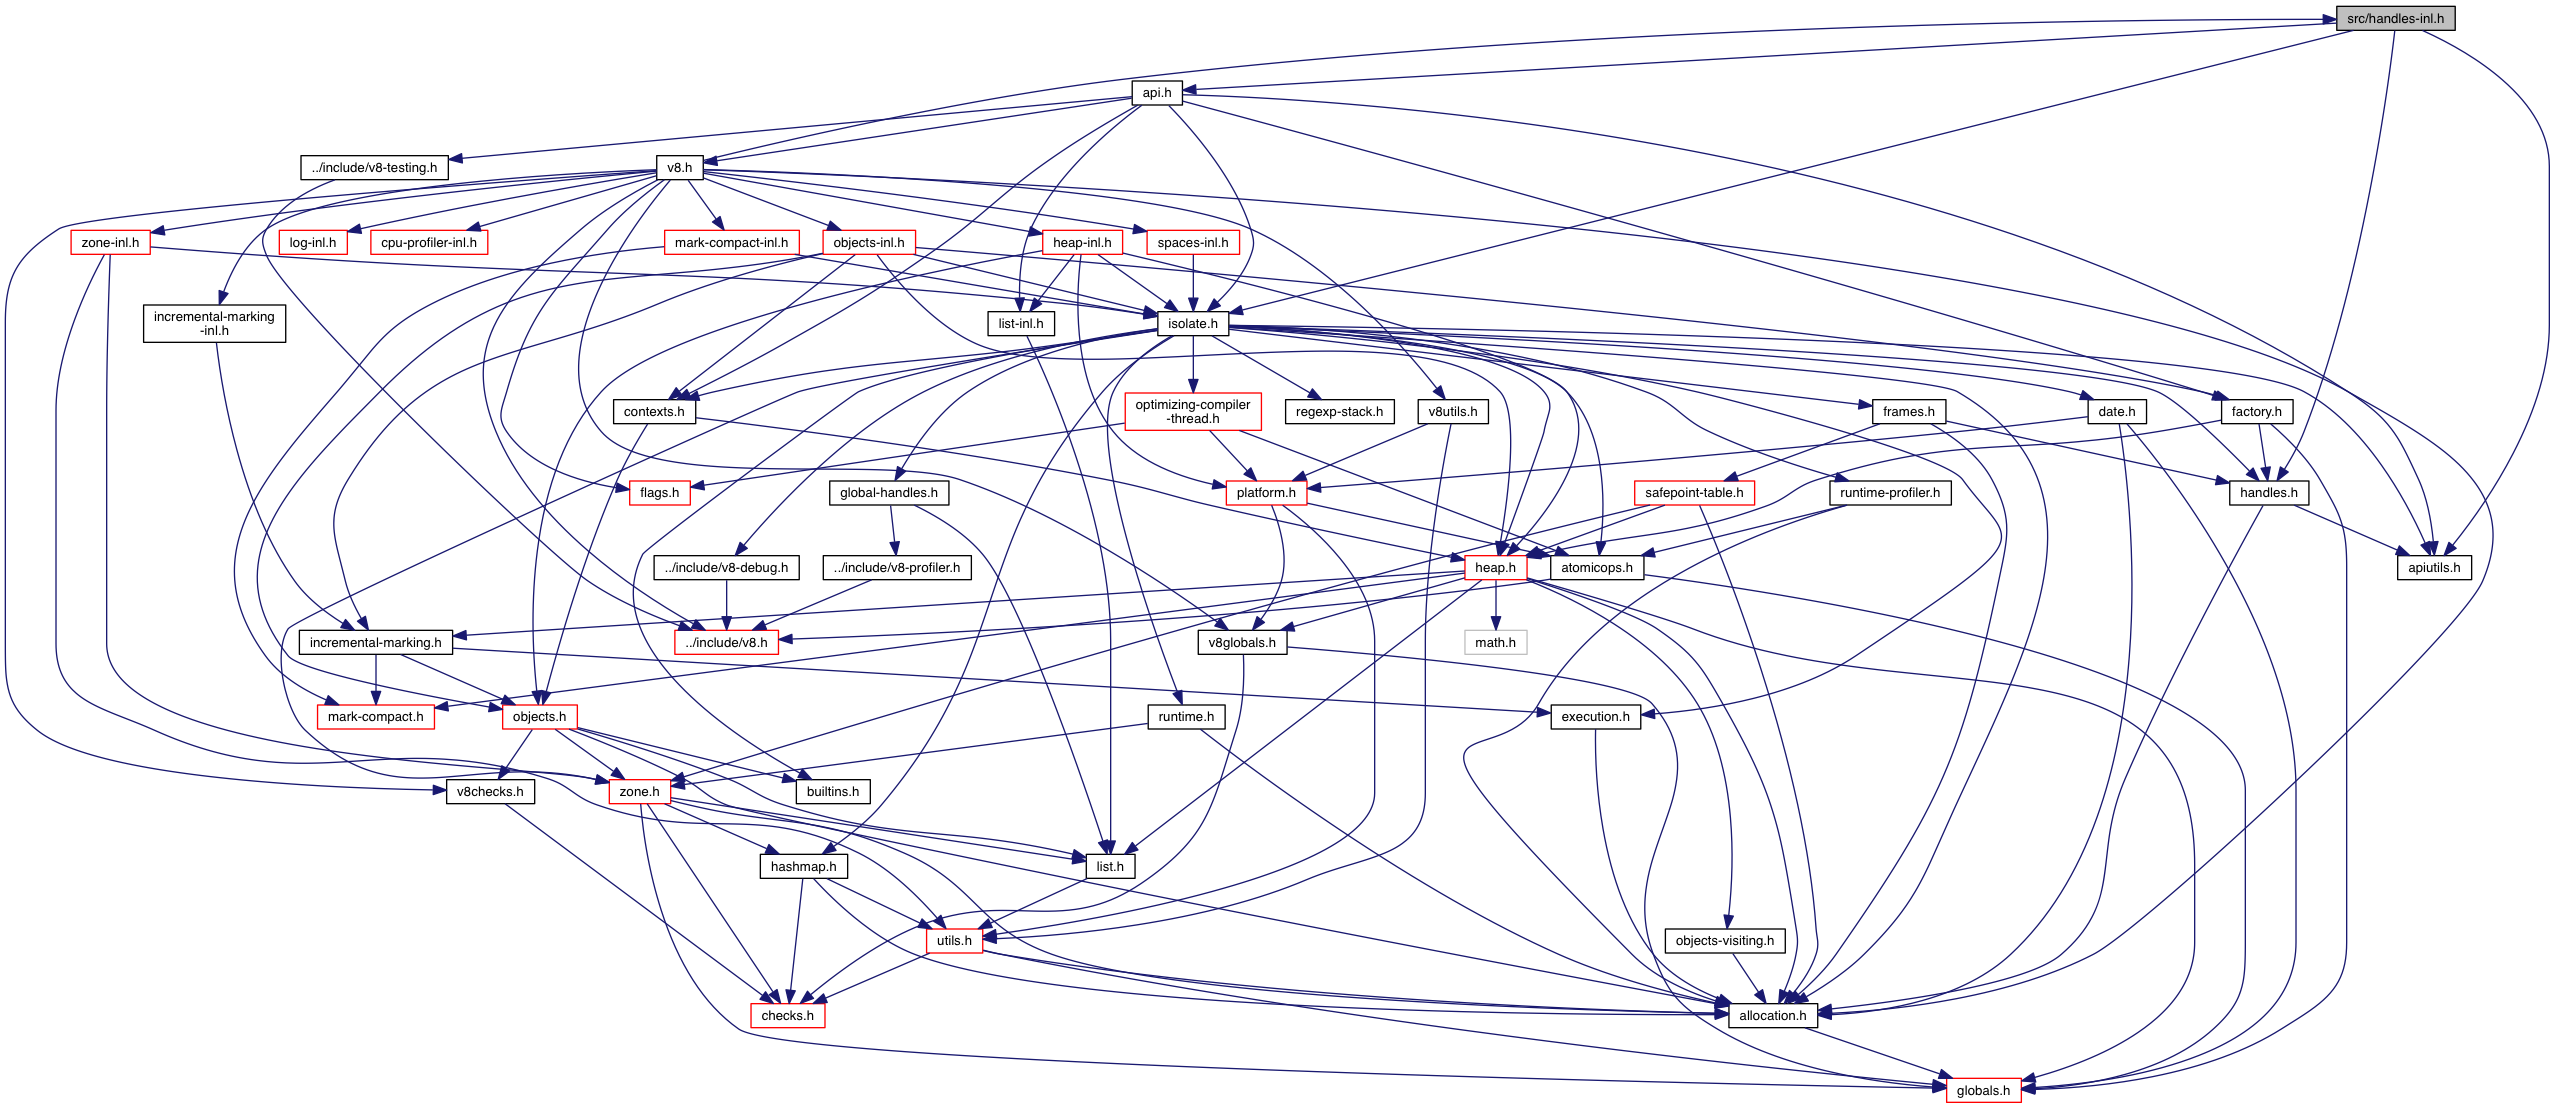 src/handles-inl.h
api.h
../include/v8-testing.h
v8.h
zone-inl.h
log-inl.h
cpu-profiler-inl.h
mark-compact-inl.h
objects-inl.h
heap-inl.h
spaces-inl.h
incremental-marking
-inl.h
list-inl.h
isolate.h
contexts.h
optimizing-compiler
-thread.h
regexp-stack.h
v8utils.h
frames.h
date.h
factory.h
flags.h
global-handles.h
platform.h
safepoint-table.h
runtime-profiler.h
handles.h
../include/v8-debug.h
../include/v8-profiler.h
heap.h
atomicops.h
apiutils.h
incremental-marking.h
../include/v8.h
v8globals.h
math.h
mark-compact.h
objects.h
runtime.h
execution.h
v8checks.h
zone.h
builtins.h
hashmap.h
list.h
utils.h
objects-visiting.h
checks.h
allocation.h
globals.h